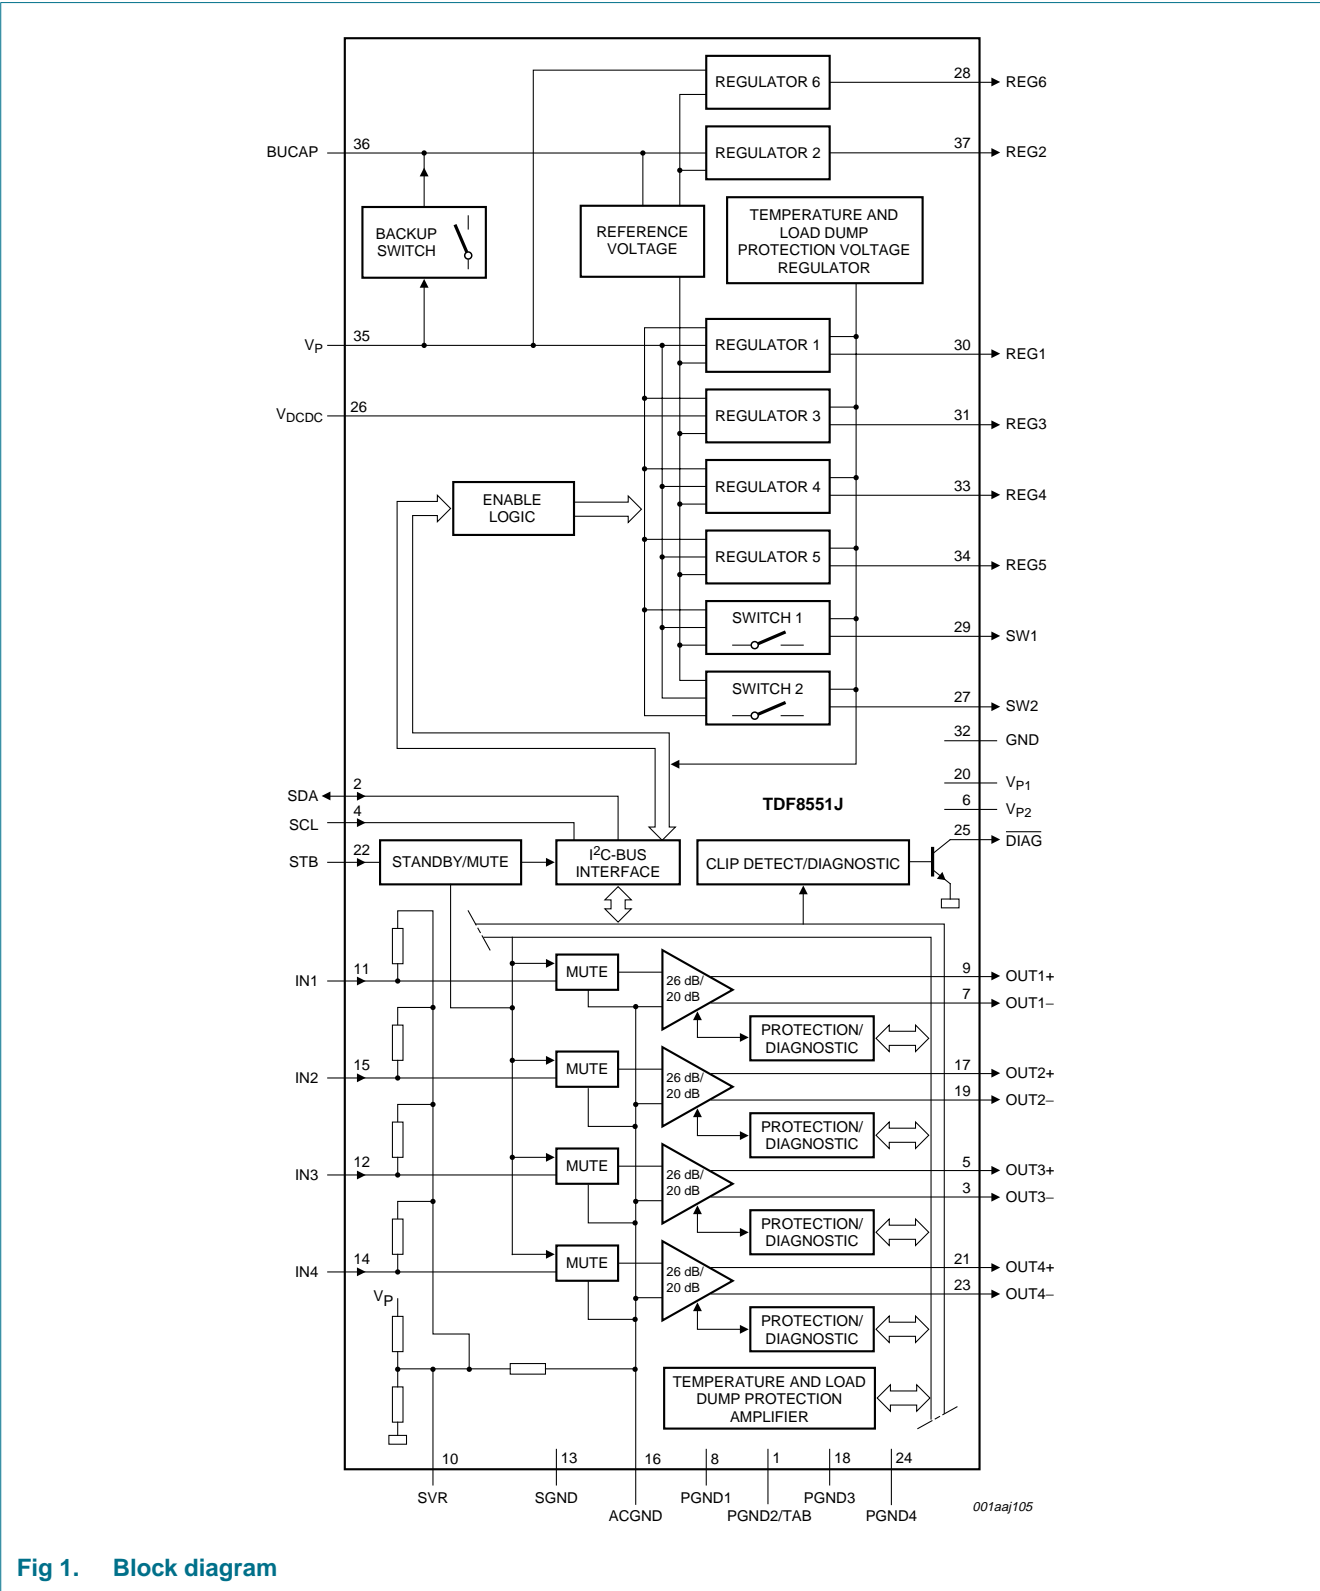 REGULATOR 6
28
REG6
BUCAP
36
REGULATOR 2
37
REG2
BACKUP
SWITCH
REFERENCE
VOLTAGE
TEMPERATURE AND
LOAD DUMP
PROTECTION VOLTAGE
REGULATOR
VP
35
REGULATOR 1
30
REG1
VDCDC
26
REGULATOR 3
31
REG3
ENABLE
LOGIC
REGULATOR 4
33
REG4
REGULATOR 5
34
REG5
SWITCH 1
29
SW1
SWITCH 2
27
SW2
32
GND
20
VP1
TDF8551J
6
VP2
SDA
2
SCL
4
25
DIAG
STB
22
STANDBY/MUTE
I2C-BUS
INTERFACE
CLIP DETECT/DIAGNOSTIC
IN1
11
MUTE
26 dB/
20 dB
9
OUT1+
7
OUT1−
PROTECTION/
DIAGNOSTIC
IN2
15
MUTE
26 dB/
20 dB
17
OUT2+
19
OUT2−
PROTECTION/
DIAGNOSTIC
IN3
12
MUTE
26 dB/
20 dB
5
OUT3+
3
OUT3−
PROTECTION/
DIAGNOSTIC
IN4
14
MUTE
26 dB/
20 dB
21
OUT4+
23
OUT4−
VP
PROTECTION/
DIAGNOSTIC
TEMPERATURE AND LOAD
DUMP PROTECTION
AMPLIFIER
10
13
16
8
1
18
24
SVR
SGND
ACGND
PGND1
PGND2/TAB
PGND3
PGND4
001aaj105
Fig 1. Block diagram